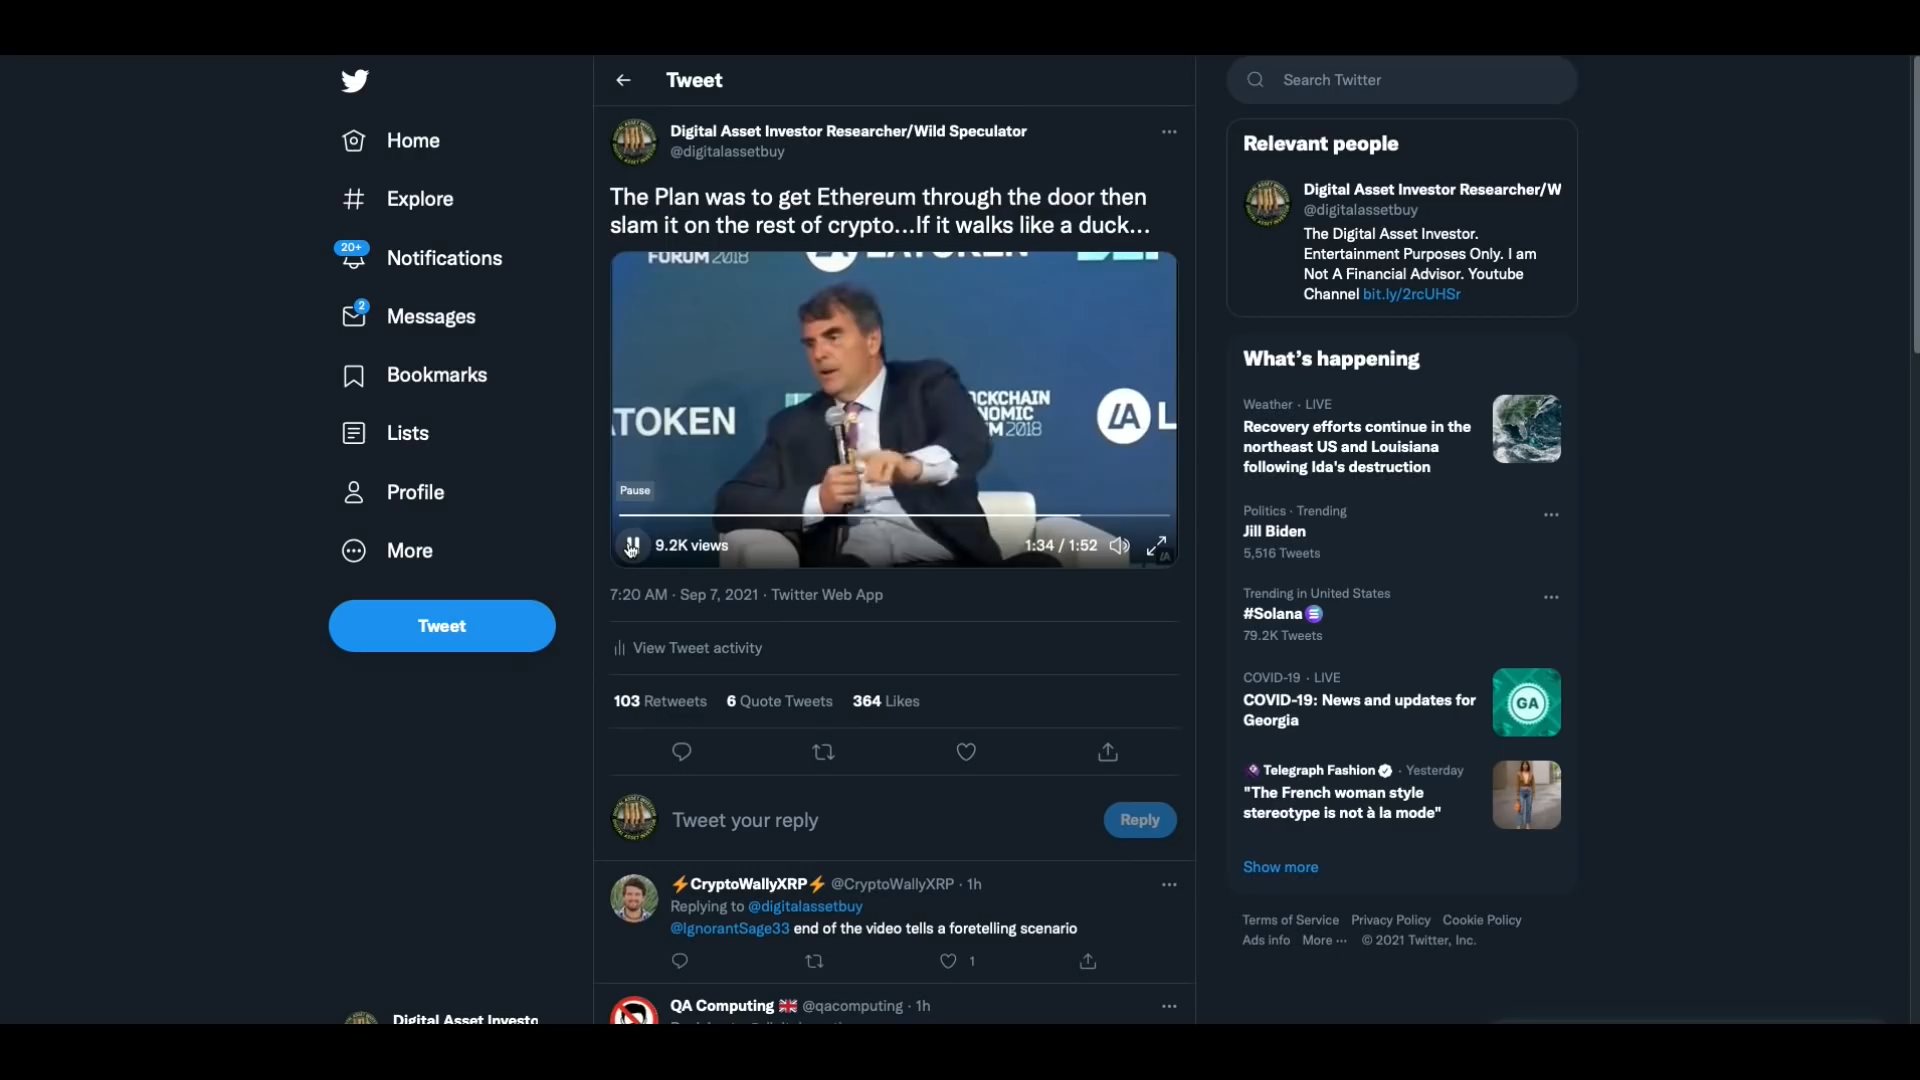 Home
Explore
20+
Notifications
2
Messages
Bookmarks
Lists
Profile
More
Tweet
Digital Asset Investo
Tweet
Digital Asset Investor Researcher/Wild Speculator
@digitalassetbuy
The Plan was to get Ethereum through the door then
slam it on the rest of crypto...If it walks like a duck...
FORUM 2018
LATOKEN
ATOKEN
OCKCHAIN
NOMIC
M 2018
LA L
Pause
9.2K views
1:34 / 1:52
LA
7:20 AM · Sep 7, 2021 · Twitter Web App
View Tweet activity
103 Retweets 6 Quote Tweets 364 Likes
Tweet your reply
Reply
⚡CryptoWallyXRP⚡ @CryptoWallyXRP · 1h
Replying to @digitalassetbuy
@IgnorantSage33 end of the video tells a foretelling scenario
1
QA Computing 🇬🇧 @qacomputing · 1h
Search Twitter
Relevant people
Digital Asset Investor Researcher/W
@digitalassetbuy
The Digital Asset Investor.
Entertainment Purposes Only. I am
Not A Financial Advisor. Youtube
Channel bit.ly/2rcUHSr
What's happening
Weather · LIVE
Recovery efforts continue in the
northeast US and Louisiana
following Ida's destruction
Politics · Trending
Jill Biden
5,516 Tweets
Trending in United States
#Solana
79.2K Tweets
COVID-19 · LIVE
COVID-19: News and updates for
Georgia
GA
Telegraph Fashion · Yesterday
"The French woman style
stereotype is not à la mode"
Show more
Terms of Service Privacy Policy Cookie Policy
Ads info More ··· © 2021 Twitter, Inc.